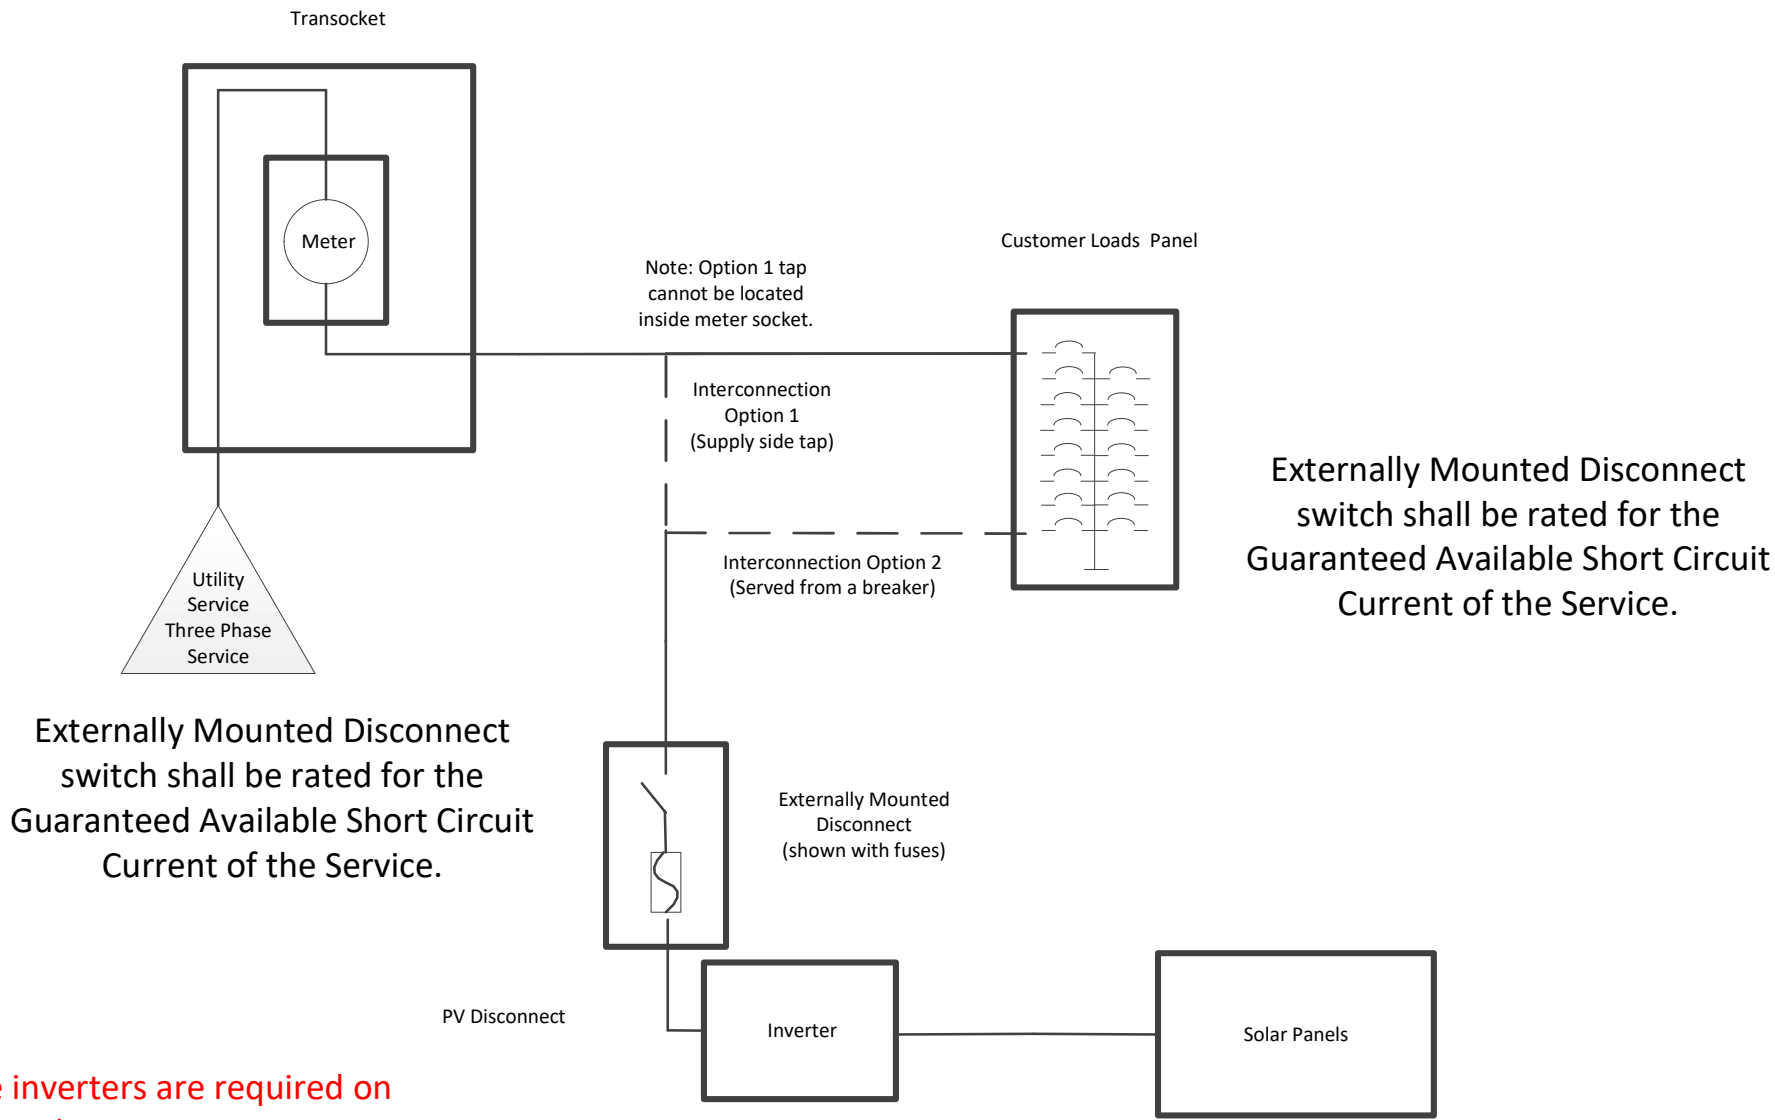 Transocket
Meter
Note: Option 1 tap
cannot be located
inside meter socket.
Customer Loads  Panel
Interconnection
Option 1
(Supply side tap)
Externally Mounted Disconnect
switch shall be rated for the
Guaranteed Available Short Circuit
Current of the Service.
Interconnection Option 2
(Served from a breaker)
Utility
Service
Three Phase
Service
Externally Mounted Disconnect
switch shall be rated for the
Guaranteed Available Short Circuit
Current of the Service.
Externally Mounted
Disconnect
(shown with fuses)
PV Disconnect
Inverter
Solar Panels
inverters are required on